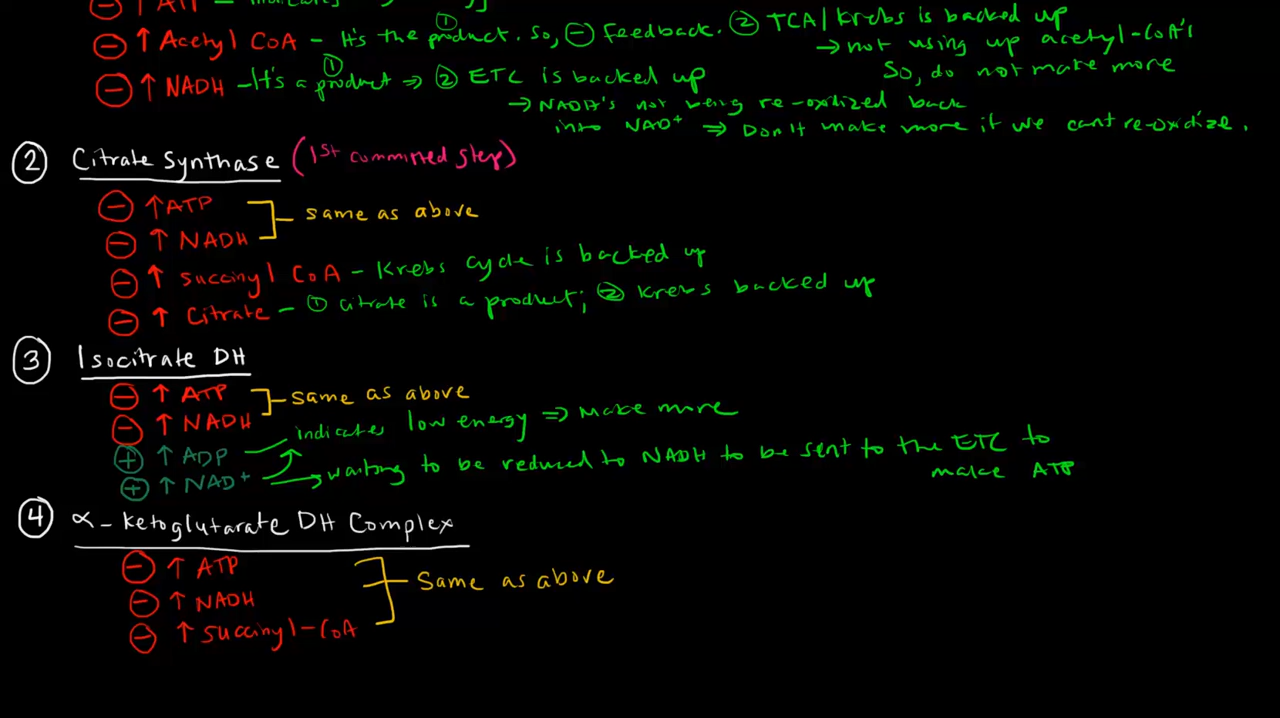 ⊖ ↑ ATP –
⊖ ↑ Acetyl CoA – It's the product. ① So, ⊖ feedback. ② TCA/Krebs is backed up
→ not using up acetyl-CoA's
So, do not make more
⊖ ↑ NADH – It's a product ① ⇒ ② ETC is backed up
→ NADH's not being re-oxidized back
into NAD⁺ ⇒ Don't make more if we cant re-oxidize.
② Citrate Synthase (1st committed step)
⊖ ↑ ATP
⊖ ↑ NADH
same as above
⊖ ↑ succinyl CoA – Krebs cycle is backed up
⊖ ↑ Citrate – ① citrate is a product; ② Krebs backed up
③ Isocitrate DH
⊖ ↑ ATP
⊖ ↑ NADH
same as above
⊕ ↑ ADP – indicates low energy ⇒ make more
⊕ ↑ NAD⁺ → waiting to be reduced to NADH to be sent to the ETC to
make ATP
④ α-ketoglutarate DH Complex
⊖ ↑ ATP
⊖ ↑ NADH
⊖ ↑ succinyl-CoA
Same as above